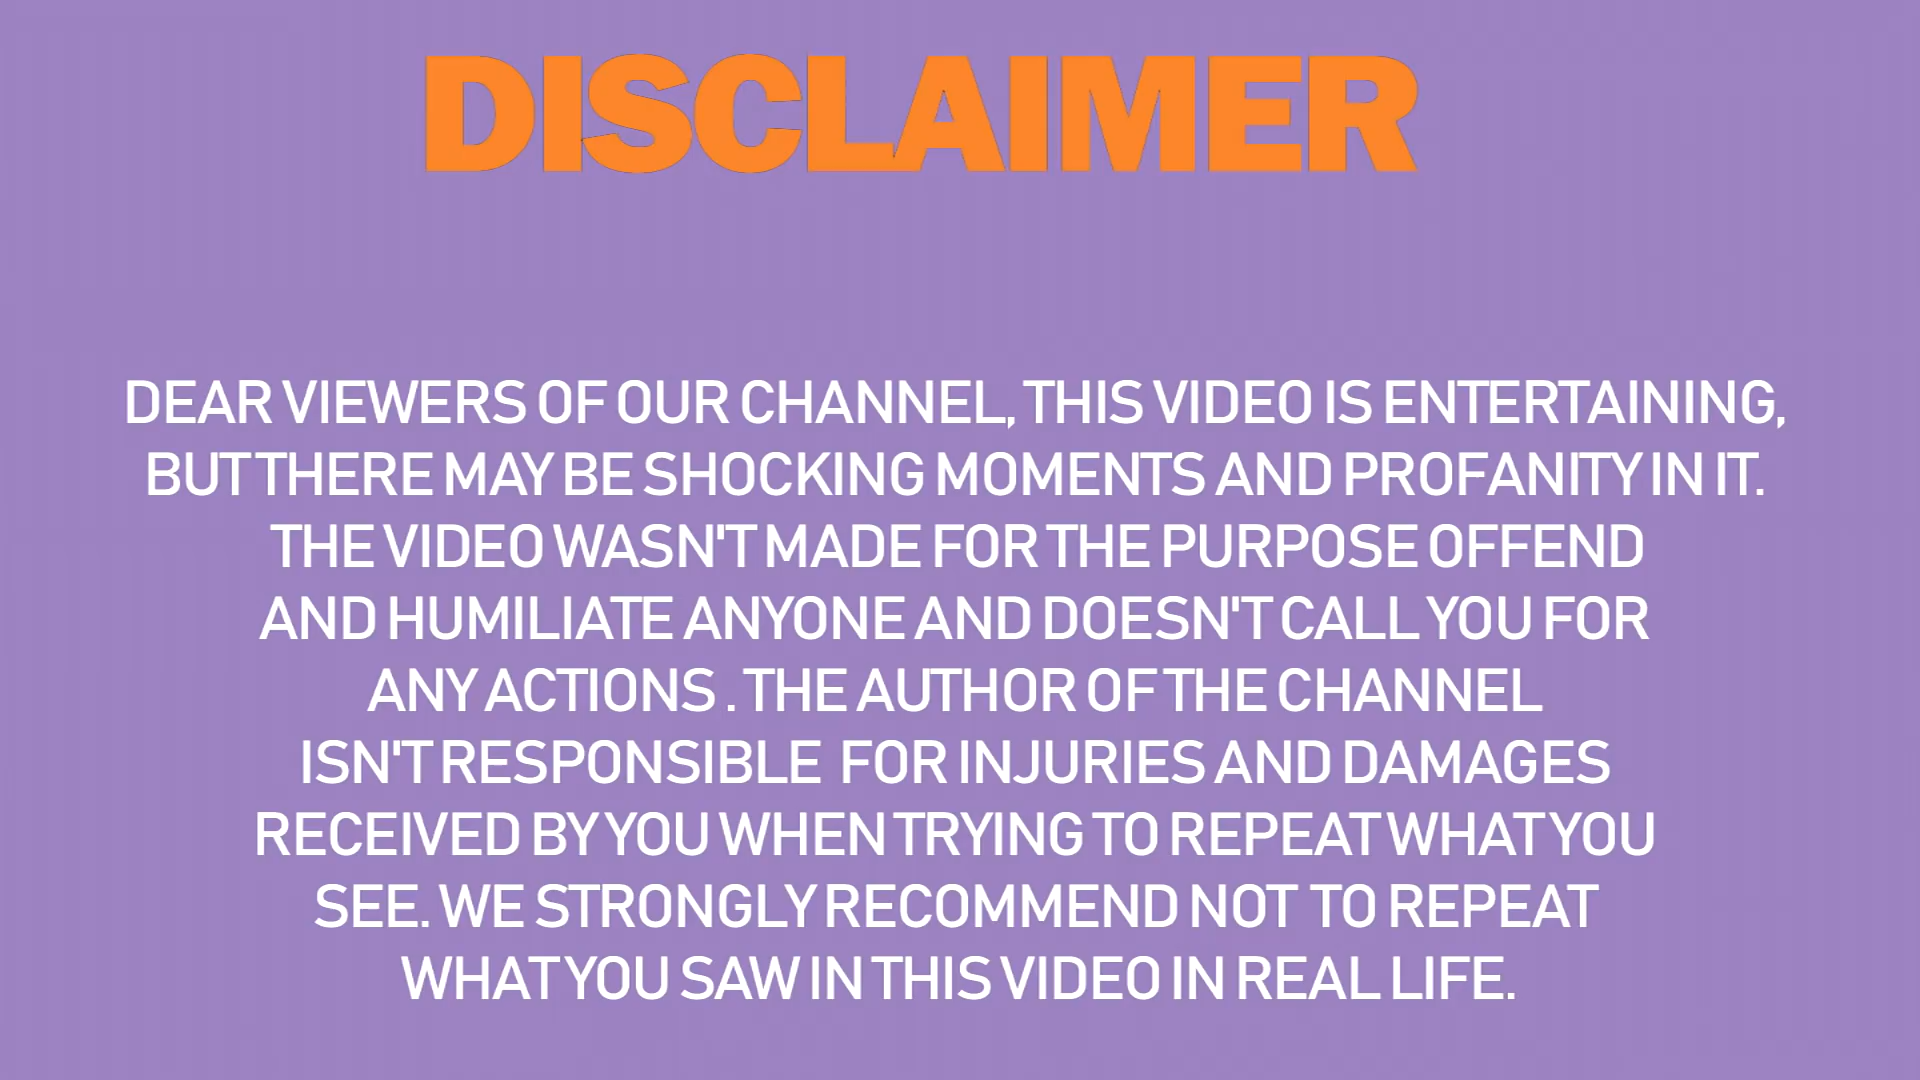 DISCLAIMER
DEAR VIEWERS OF OUR CHANNEL, THIS VIDEO IS ENTERTAINING,
BUT THERE MAY BE SHOCKING MOMENTS AND PROFANITY IN IT.
THE VIDEO WASN'T MADE FOR THE PURPOSE OFFEND
AND HUMILIATE ANYONE AND DOESN'T CALL YOU FOR
ANY ACTIONS . THE AUTHOR OF THE CHANNEL
ISN'T RESPONSIBLE FOR INJURIES AND DAMAGES
RECEIVED BY YOU WHEN TRYING TO REPEAT WHAT YOU
SEE. WE STRONGLY RECOMMEND NOT TO REPEAT
WHAT YOU SAW IN THIS VIDEO IN REAL LIFE.